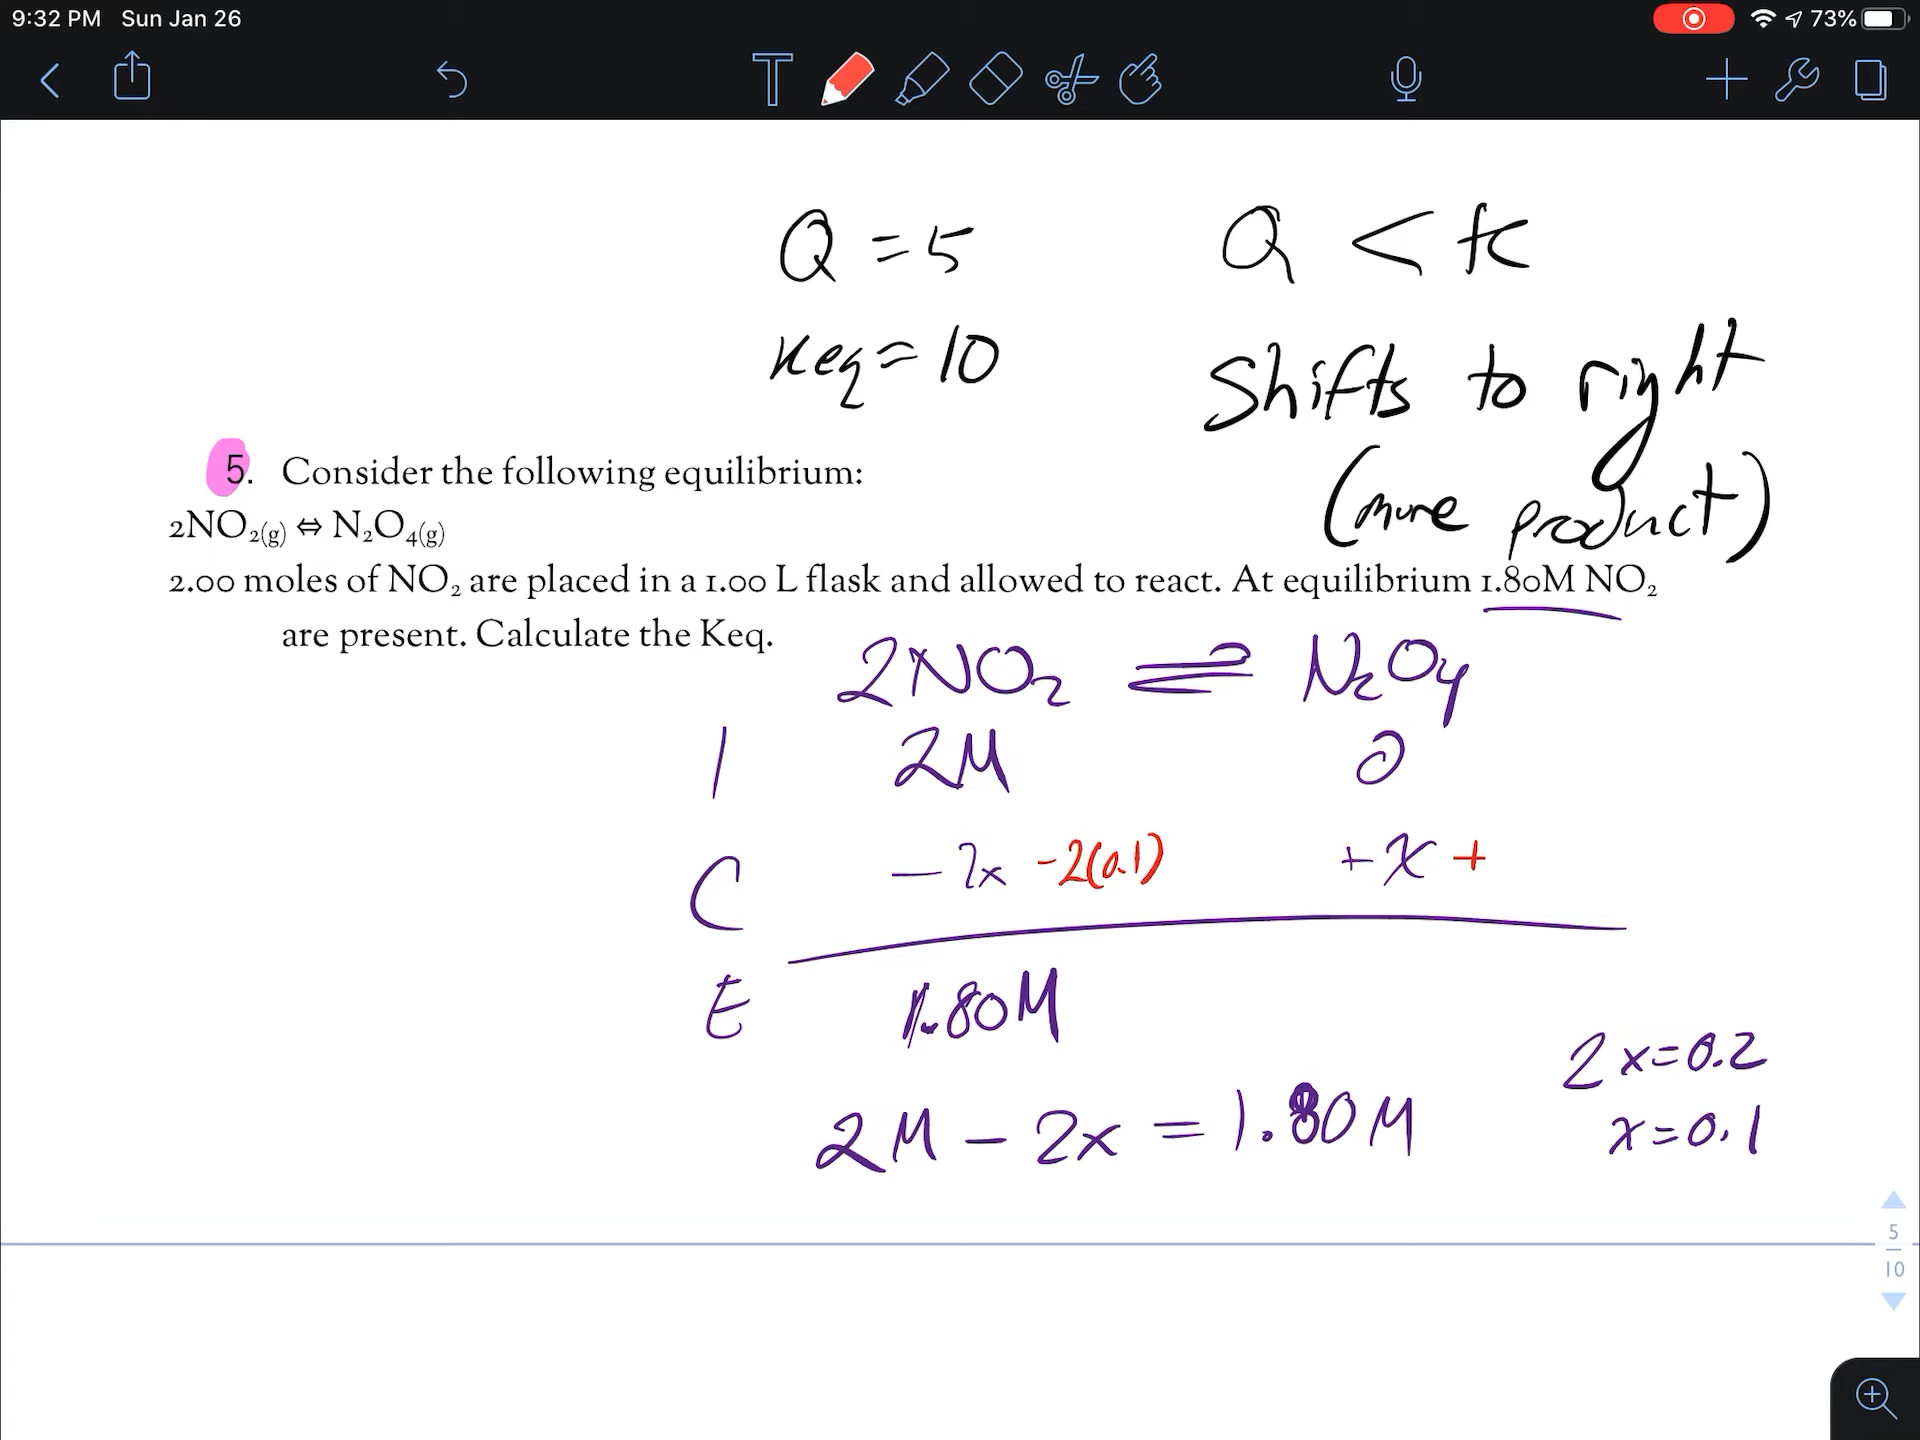 9:32 PM Sun Jan 26
73%
T
Q = 5
Q < K
Keq = 10
Shifts to right
(more product)
5. Consider the following equilibrium:
2NO₂(g) ⇔ N₂O₄(g)
2.00 moles of NO₂ are placed in a 1.00 L flask and allowed to react. At equilibrium 1.80M NO₂
are present. Calculate the Keq.
2NO₂ ⇌ N₂O₄
I 2M 0
C - 2x -2(0.1) + x +
E 1.80M
2x=0.2
2M - 2x = 1.80M
x=0.1
5
10